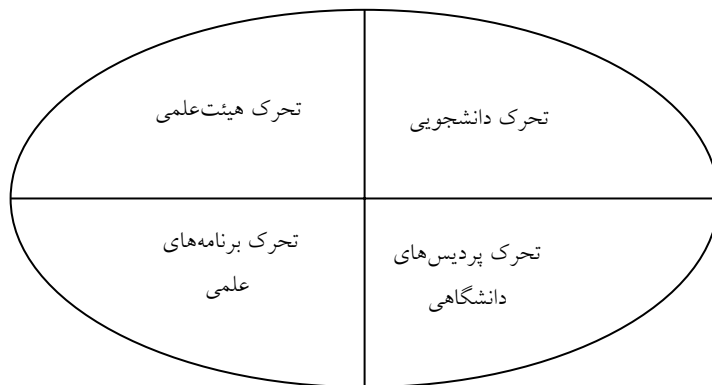 تحرک دانشجویی
تحرک هیئت‌علمی
تحرک پردیس‌های
دانشگاهی
تحرک برنامه‌های
علمی